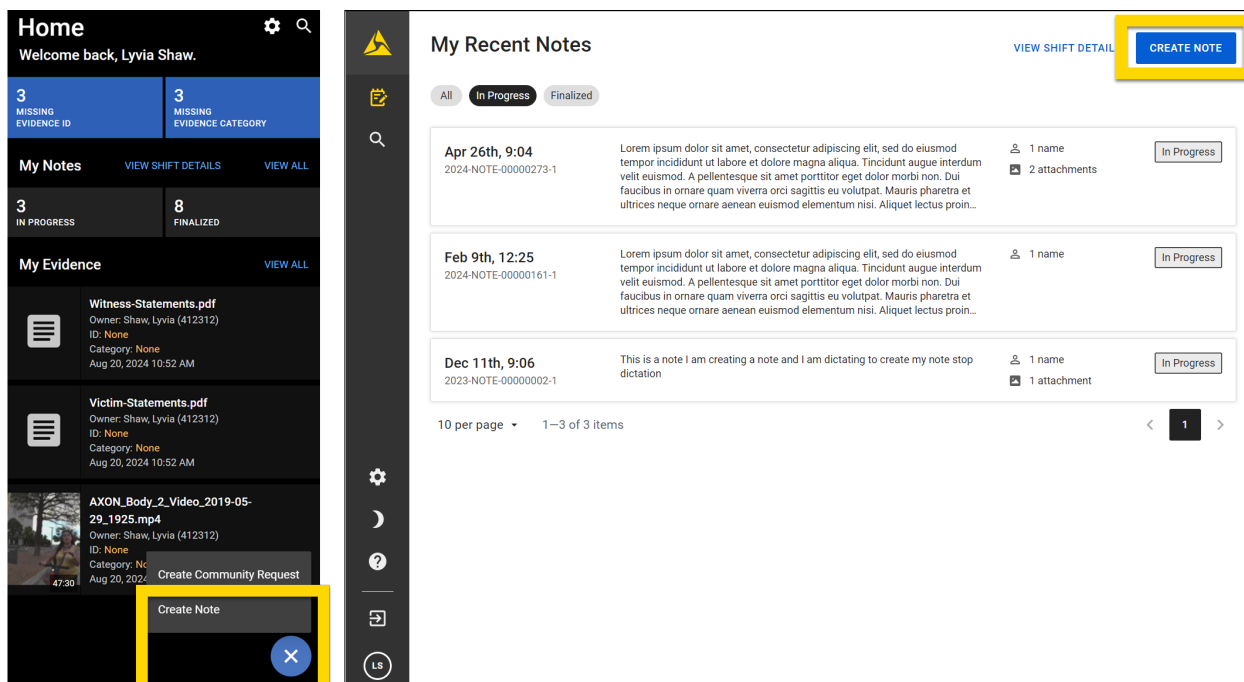 Home
Welcome back, Lyvia Shaw.
3
MISSING
EVIDENCE ID
3
MISSING
EVIDENCE CATEGORY
My Notes
VIEW SHIFT DETAILS
VIEW ALL
3
IN PROGRESS
8
FINALIZED
My Evidence
VIEW ALL
Witness-Statements.pdf
Owner: Shaw, Lyvia (412312)
ID: None
Category: None
Aug 20, 2024 10:52 AM
Victim-Statements.pdf
Owner: Shaw, Lyvia (412312)
ID: None
Category: None
Aug 20, 2024 10:52 AM
AXON_Body_2_Video_2019-05-
29_1925.mp4
Owner: Shaw, Lyvia (412312)
ID: None
Category: No
Aug 20, 2024
47:30
Create Community Request
Create Note
My Recent Notes
VIEW SHIFT DETAIL
CREATE NOTE
All
In Progress
Finalized
Apr 26th, 9:04
2024-NOTE-00000273-1
Lorem ipsum dolor sit amet, consectetur adipiscing elit, sed do eiusmod
tempor incididunt ut labore et dolore magna aliqua. Tincidunt augue interdum
velit euismod. A pellentesque sit amet porttitor eget dolor morbi non. Dui
faucibus in ornare quam viverra orci sagittis eu volutpat. Mauris pharetra et
ultrices neque ornare aenean euismod elementum nisi. Aliquet lectus proin…
1 name
2 attachments
In Progress
Feb 9th, 12:25
2024-NOTE-00000161-1
Lorem ipsum dolor sit amet, consectetur adipiscing elit, sed do eiusmod
tempor incididunt ut labore et dolore magna aliqua. Tincidunt augue interdum
velit euismod. A pellentesque sit amet porttitor eget dolor morbi non. Dui
faucibus in ornare quam viverra orci sagittis eu volutpat. Mauris pharetra et
ultrices neque ornare aenean euismod elementum nisi. Aliquet lectus proin…
1 name
In Progress
Dec 11th, 9:06
2023-NOTE-00000002-1
This is a note I am creating a note and I am dictating to create my note stop
dictation
1 name
1 attachment
In Progress
10 per page
1–3 of 3 items
1
LS